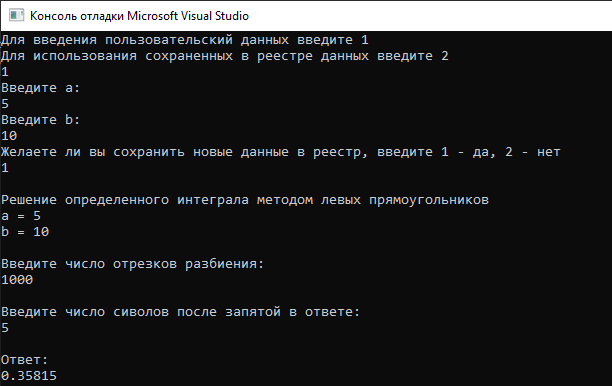 Консоль отладки Microsoft Visual Studio
Для введения пользовательский данных введите 1
Для использования сохраненных в реестре данных введите 2
1
Введите a:
5
Введите b:
10
Желаете ли вы сохранить новые данные в реестр, введите 1 - да, 2 - нет
1
Решение определенного интеграла методом левых прямоугольников
a = 5
b = 10
Введите число отрезков разбиения:
1000
Введите число сиволов после запятой в ответе:
5
Ответ:
0.35815